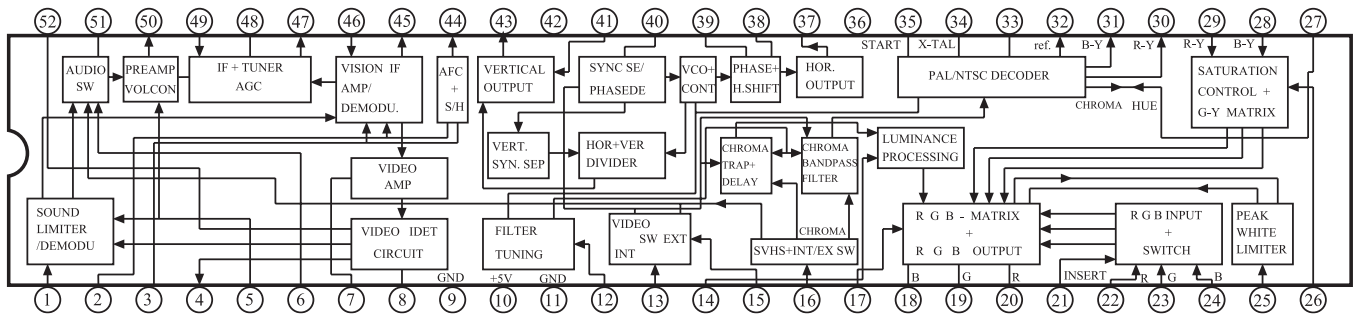 52 51 50 49 48 47 46 45 44 43 42 41 40 39 38 37 36 35 34 33 32 31 30 29 28 27
START X-TAL ref. B-Y R-Y R-Y B-Y
AUDIO
SW
PREAMP
VOLCON
IF + TUNER
AGC
VISION IF
AMP/
DEMODU.
AFC
+
S/H
VERTICAL
OUTPUT
SYNC SE/
PHASEDE
VCO+
CONT
PHASE+
H.SHIFT
HOR.
OUTPUT
PAL/NTSC DECODER
SATURATION
CONTROL +
G-Y MATRIX
CHROMA HUE
VERT.
SYN. SEP
HOR+VER
DIVIDER
CHROMA
TRAP+
DELAY
CHROMA
BANDPASS
FILTER
LUMINANCE
PROCESSING
VIDEO
AMP
SOUND
LIMITER
/DEMODU
VIDEO IDET
CIRCUIT
FILTER
TUNING
VIDEO
SW EXT
INT
CHROMA
SVHS+INT/EX SW
R G B - MATRIX
+
R G B OUTPUT
R G B INPUT
+
SWITCH
PEAK
WHITE
LIMITER
GND +5V GND B G R INSERT R G B
1 2 3 4 5 6 7 8 9 10 11 12 13 14 15 16 17 18 19 20 21 22 23 24 25 26